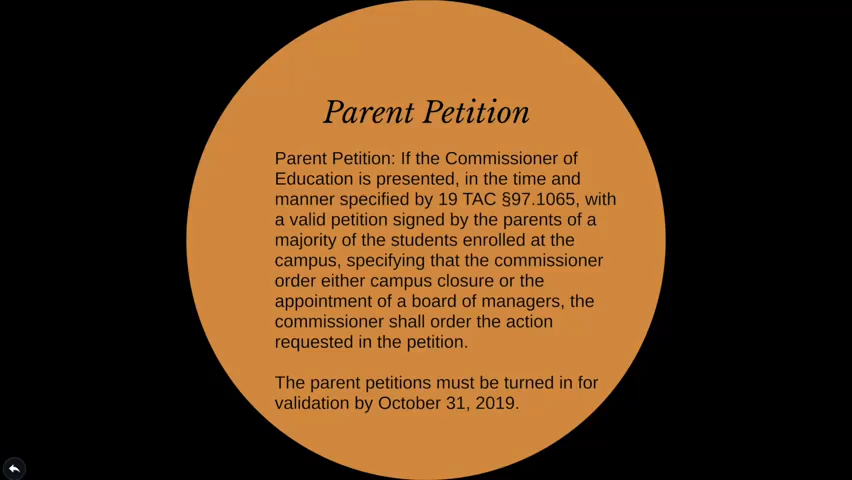 Parent Petition
Parent Petition: If the Commissioner of
Education is presented, in the time and
manner specified by 19 TAC §97.1065, with
a valid petition signed by the parents of a
majority of the students enrolled at the
campus, specifying that the commissioner
order either campus closure or the
appointment of a board of managers, the
commissioner shall order the action
requested in the petition.
The parent petitions must be turned in for
validation by October 31, 2019.